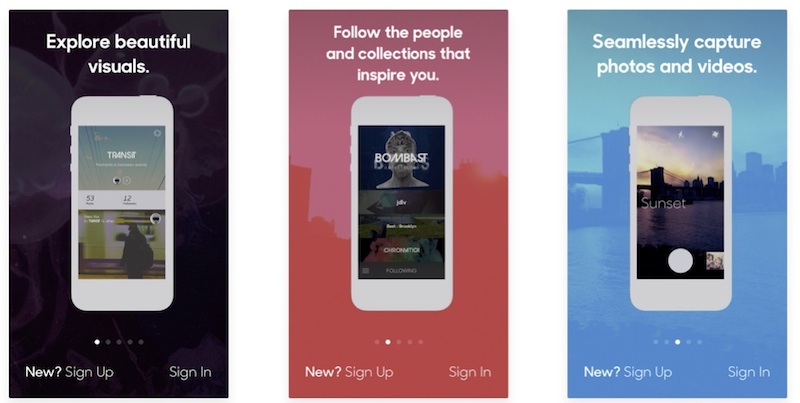 Explore beautiful
visuals.
TRANSIT
53
12
New? Sign Up
Sign In
Follow the people
and collections that
inspire you.
BOMBAST
jdlv
Brooklyn
FOLLOWING
New? Sign Up
Sign In
Seamlessly capture
photos and videos.
Sunset
New? Sign Up
Sign In